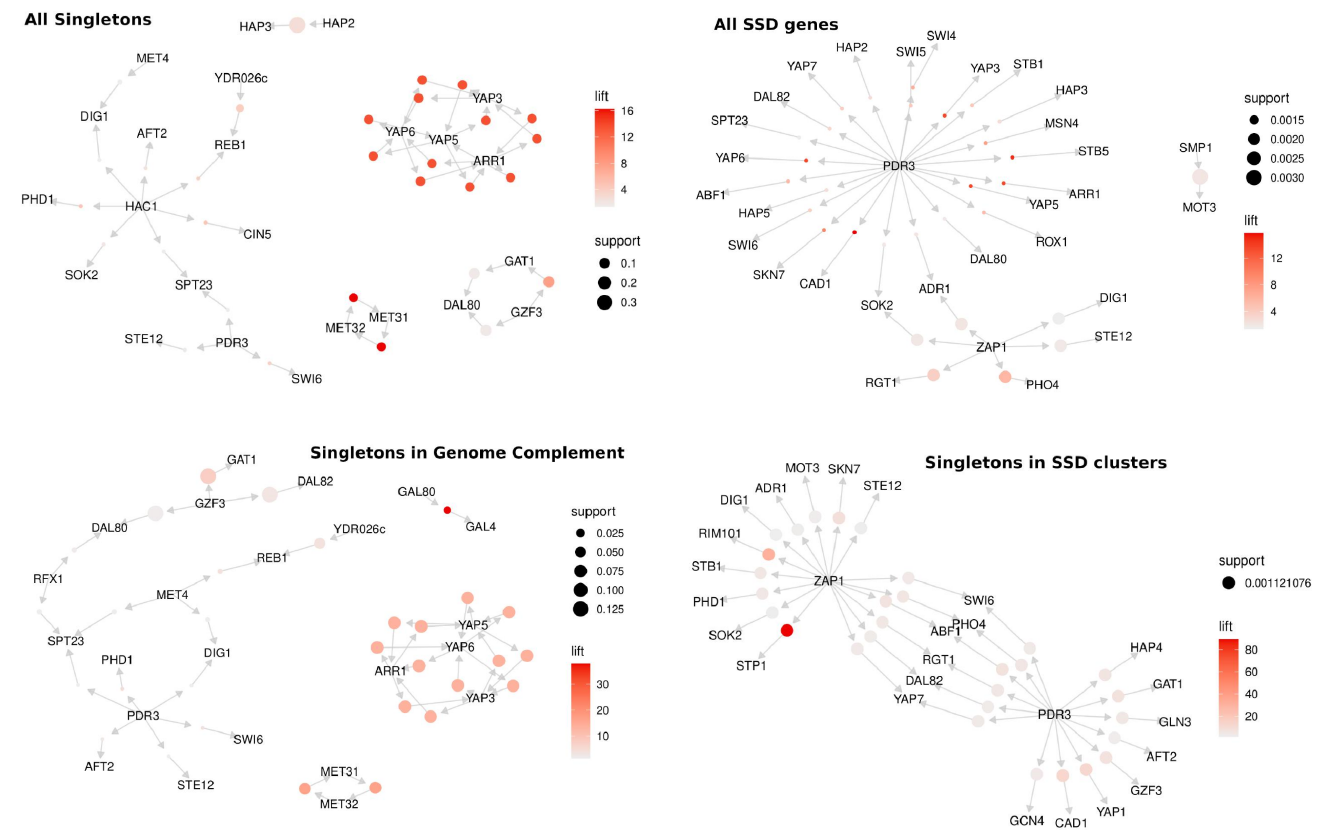 All Singletons
HAP3
HAP2
MET4
YDR026c
DIG1
AFT2
REB1
PHD1
HAC1
CIN5
SOK2
SPT23
STE12
PDR3
SWI6
YAP3
YAP6
YAP5
ARR1
MET31
MET32
GAT1
DAL80
GZF3
lift
16
12
8
4
support
0.1
0.2
0.3
All SSD genes
SWI4
HAP2
SWI5
YAP7
YAP3
STB1
DAL82
HAP3
SPT23
MSN4
YAP6
STB5
PDR3
ABF1
ARR1
HAP5
YAP5
SWI6
ROX1
SKN7
DAL80
CAD1
ADR1
SOK2
DIG1
STE12
ZAP1
RGT1
PHO4
SMP1
MOT3
support
0.0015
0.0020
0.0025
0.0030
lift
12
8
4
Singletons in Genome Complement
GAT1
DAL82
GZF3
DAL80
GAL80
GAL4
YDR026c
REB1
RFX1
MET4
SPT23
PHD1
DIG1
PDR3
SWI6
AFT2
STE12
YAP5
YAP6
ARR1
YAP3
MET31
MET32
support
0.025
0.050
0.075
0.100
0.125
lift
30
20
10
Singletons in SSD clusters
MOT3
SKN7
ADR1
STE12
DIG1
RIM101
STB1
ZAP1
PHD1
SWI6
SOK2
PHO4
ABF1
STP1
RGT1
HAP4
DAL82
GAT1
YAP7
PDR3
GLN3
AFT2
GZF3
YAP1
GCN4
CAD1
support
0.001121076
lift
80
60
40
20